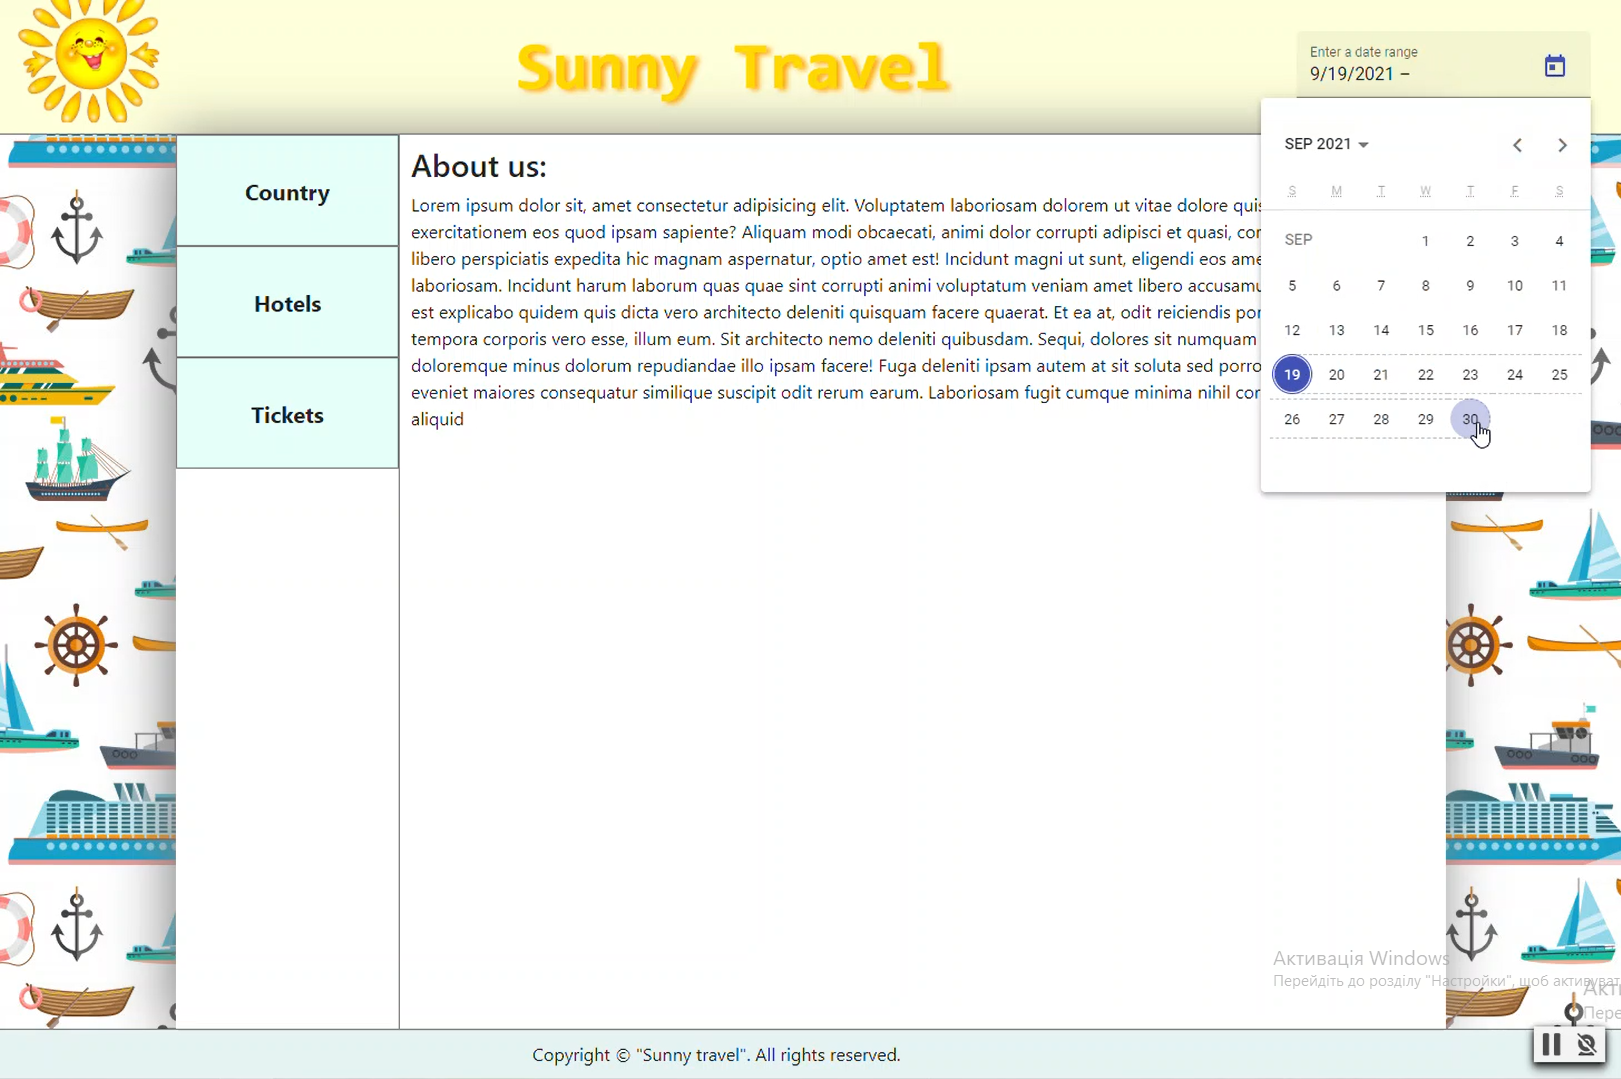 Sunny Travel
Enter a date range
9/19/2021 –
SEP 2021
S M T W T F S
SEP 1 2 3 4
5 6 7 8 9 10 11
12 13 14 15 16 17 18
19 20 21 22 23 24 25
26 27 28 29 30
Country
Hotels
Tickets
About us:
Lorem ipsum dolor sit, amet consectetur adipisicing elit. Voluptatem laboriosam dolorem ut vitae dolore quis
exercitationem eos quod ipsam sapiente? Aliquam modi obcaecati, animi dolor corrupti adipisci et quasi, cor
libero perspiciatis expedita hic magnam aspernatur, optio amet est! Incidunt magni ut sunt, eligendi eos ame
laboriosam. Incidunt harum laborum quas quae sint corrupti animi voluptatum veniam amet libero accusamu
est explicabo quidem quis dicta vero architecto deleniti quisquam facere quaerat. Et ea at, odit reiciendis por
tempora corporis vero esse, illum eum. Sit architecto nemo deleniti quibusdam. Sequi, dolores sit numquam
doloremque minus dolorum repudiandae illo ipsam facere! Fuga deleniti ipsam autem at sit soluta sed porro
eveniet maiores consequatur similique suscipit odit rerum earum. Laboriosam fugit cumque minima nihil cor
aliquid
Активація Windows
Перейдіть до розділу "Настройки", щоб активуват
Акти
Пере
Copyright © "Sunny travel". All rights reserved.